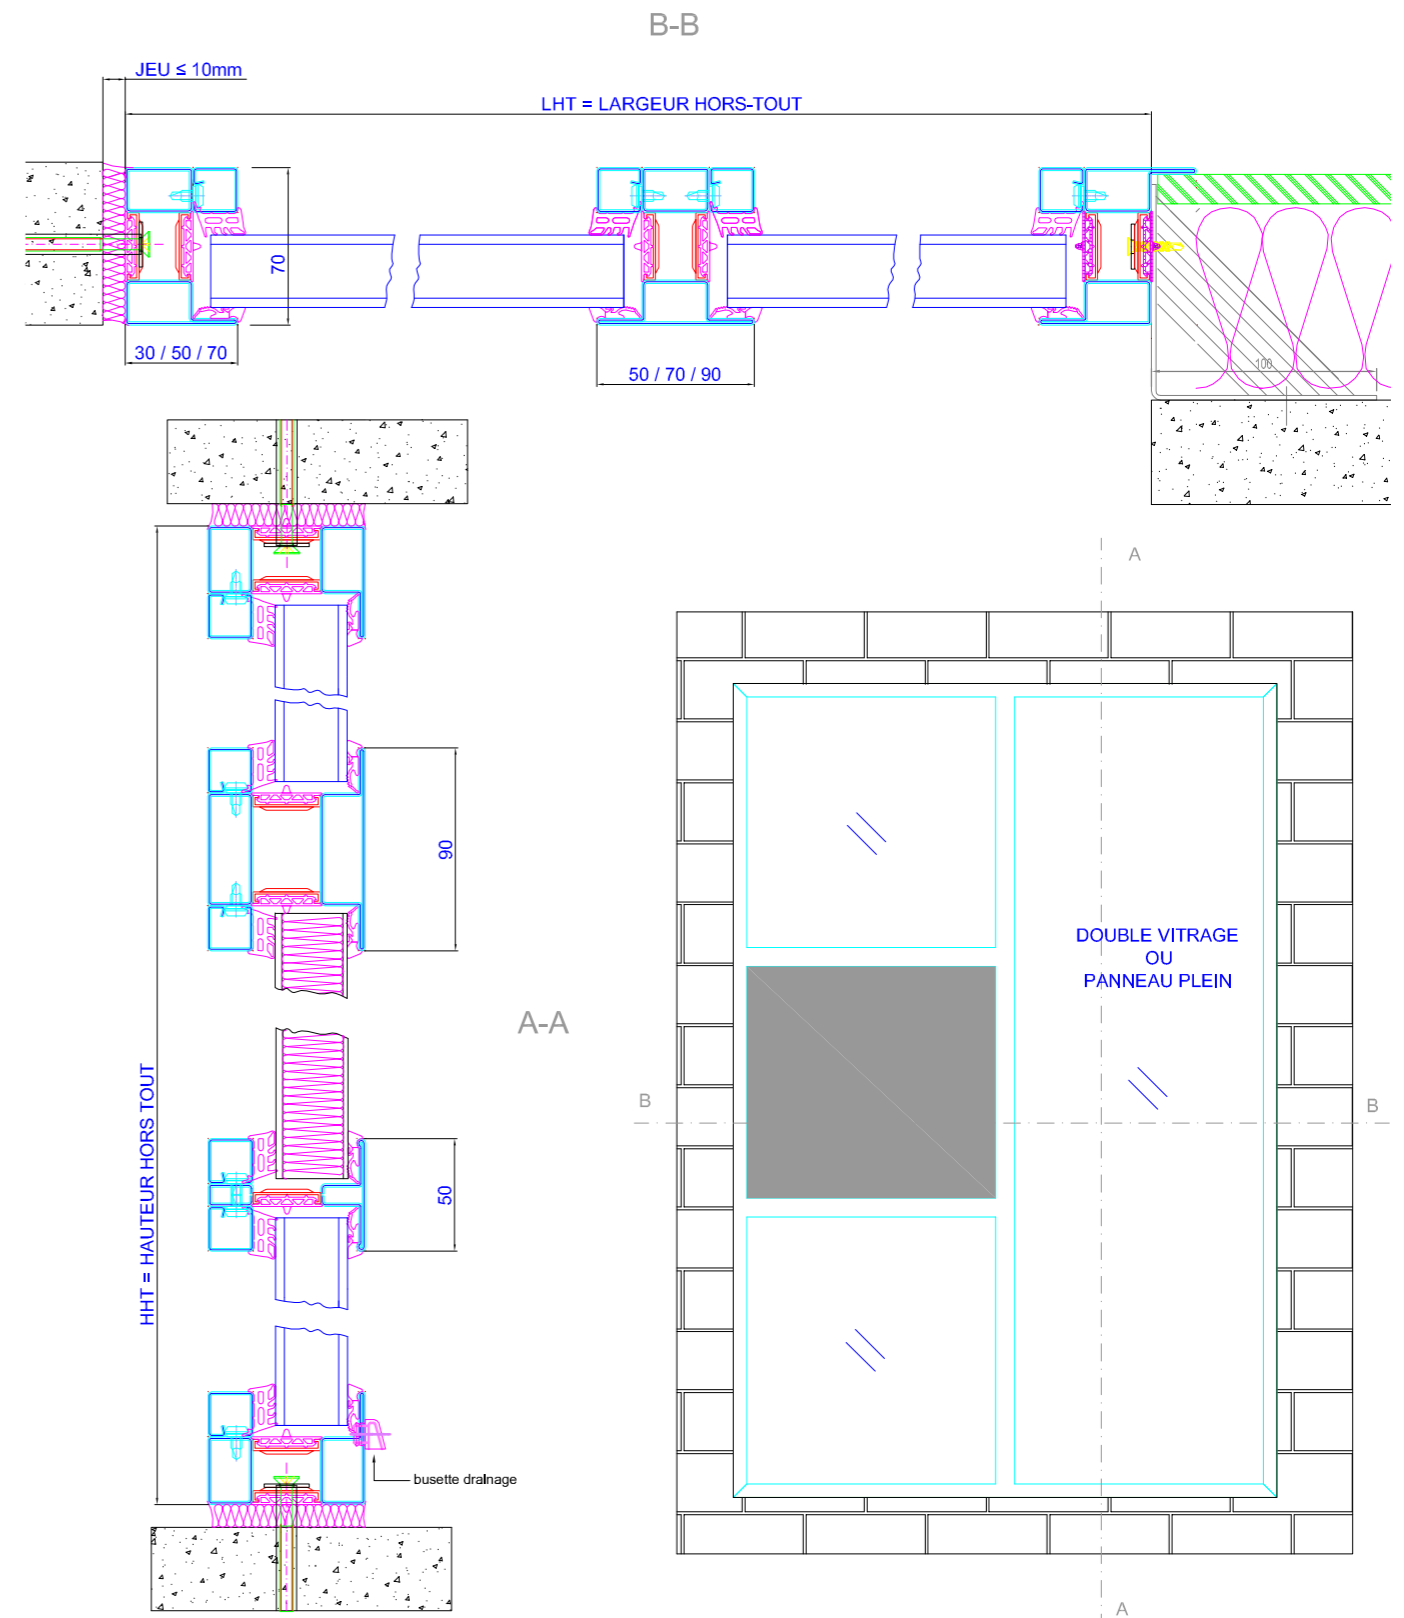 B-B
JEU ≤ 10mm
LHT = LARGEUR HORS-TOUT
70
30 / 50 / 70
50 / 70 / 90
100
A
90
DOUBLE VITRAGE
OU
PANNEAU PLEIN
A-A
HHT = HAUTEUR HORS TOUT
B
B
50
busette drainage
A